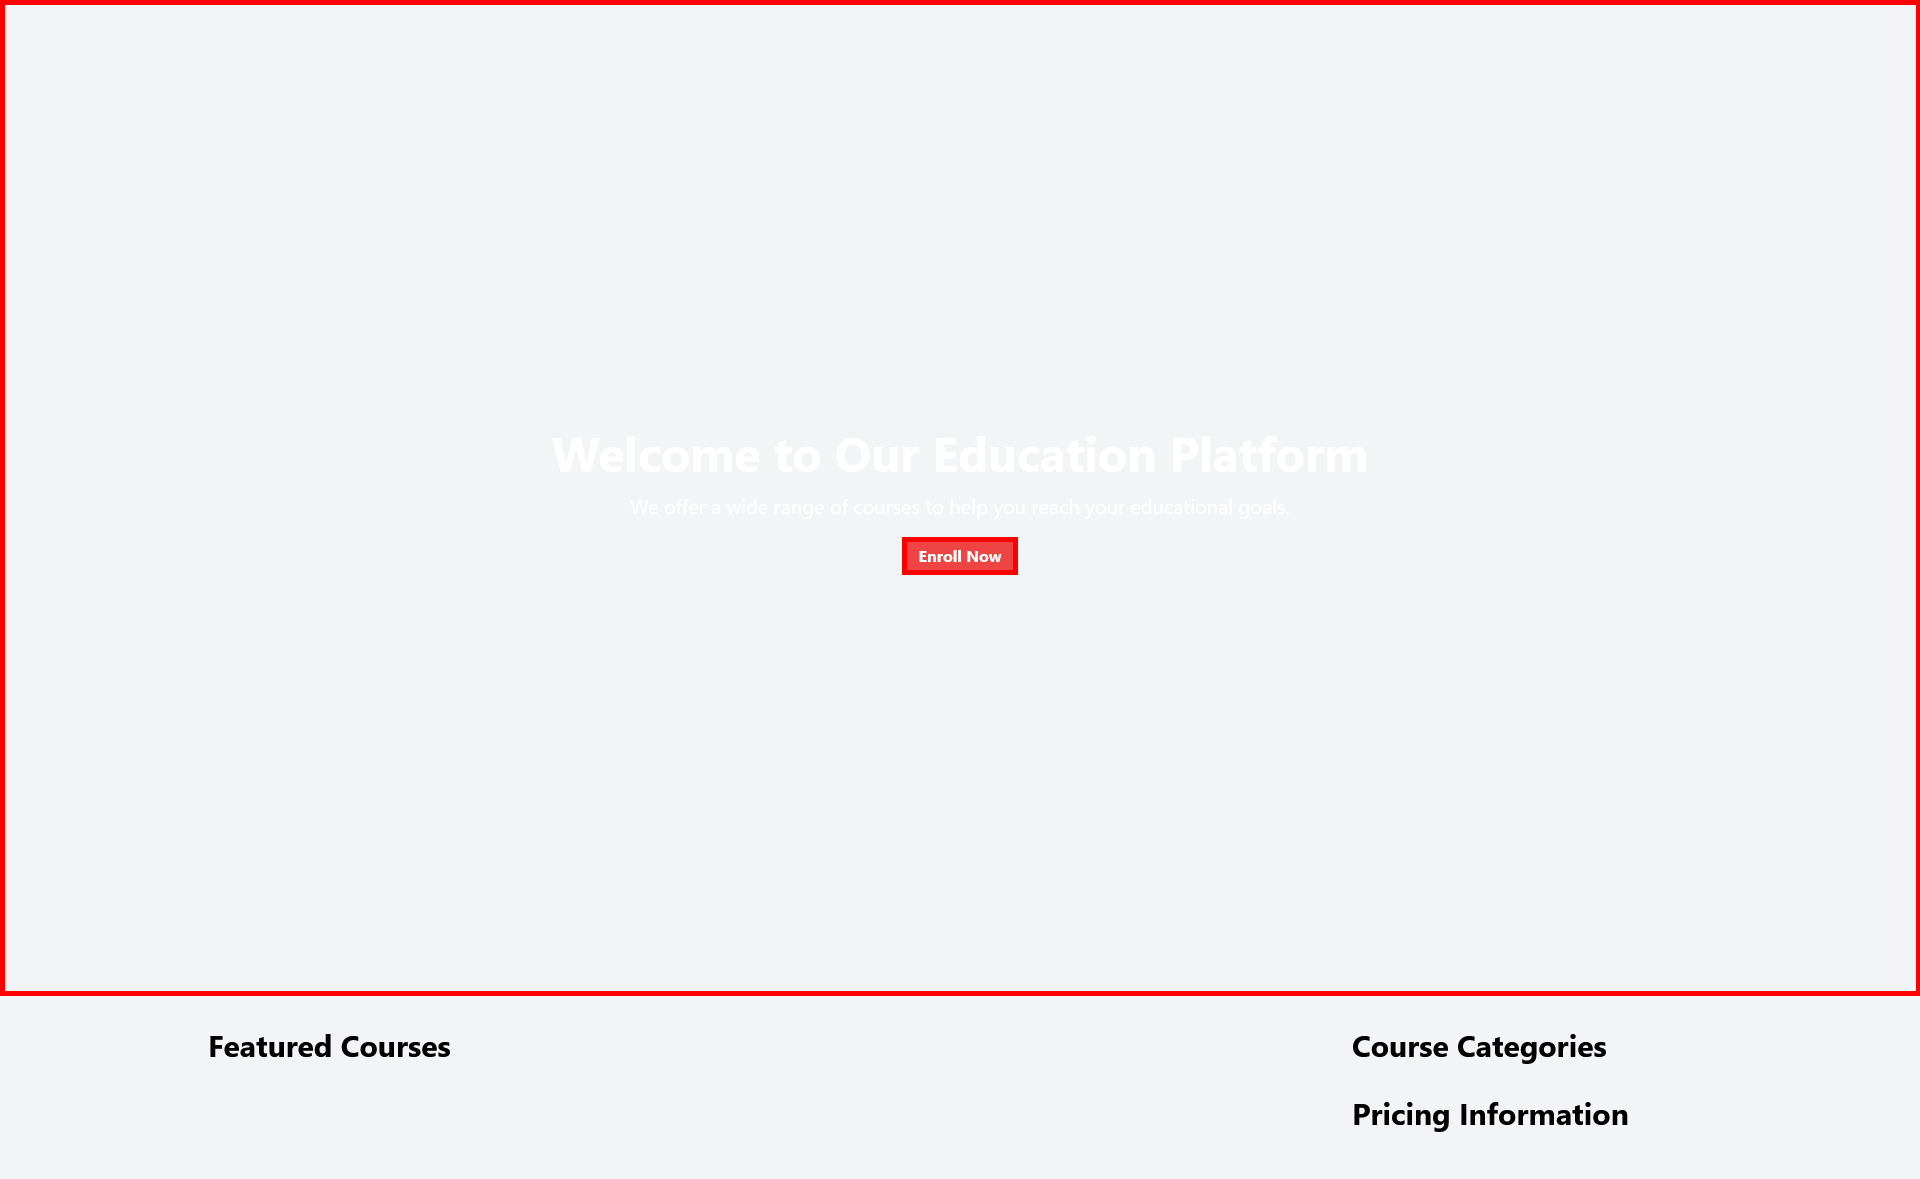 Welcome to Our Education Platform
We offer a wide range of courses to help you reach your educational goals.
Enroll Now
Featured Courses
Course Categories
Pricing Information